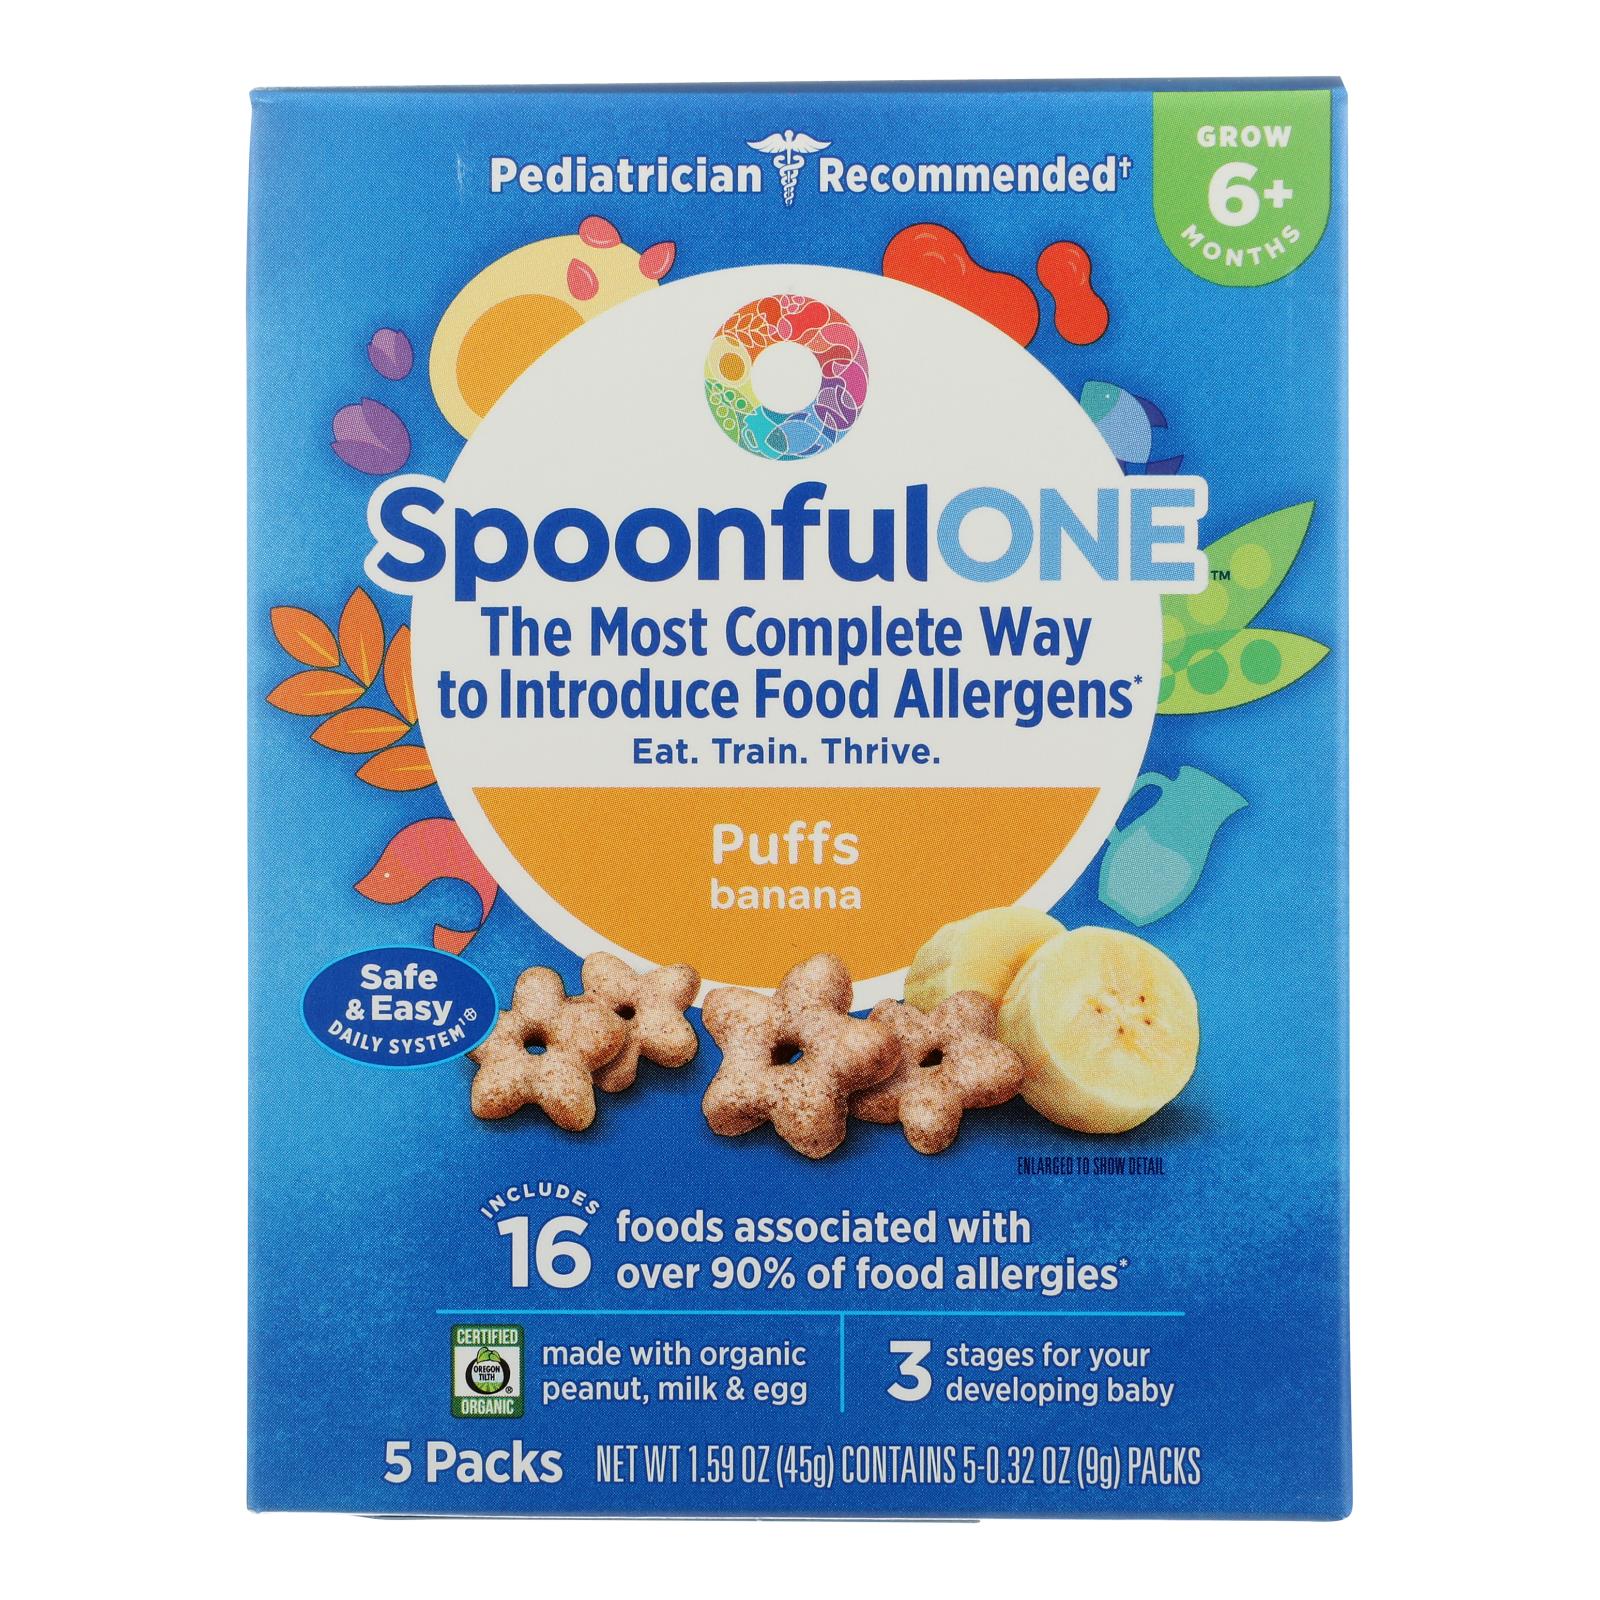 Pediatrician Recommended†
GROW
6+
MONTHS
SpoonfulONE™
The Most Complete Way
to Introduce Food Allergens*
Eat. Train. Thrive.
Puffs
banana
Safe
& Easy
DAILY SYSTEM
ENLARGED TO SHOW DETAIL
INCLUDES
16
foods associated with
over 90% of food allergies*
CERTIFIED
OREGON
TILTH
®
ORGANIC
made with organic
peanut, milk & egg
3
stages for your
developing baby
5 Packs NET WT 1.59 OZ (45g) CONTAINS 5-0.32 OZ (9g) PACKS